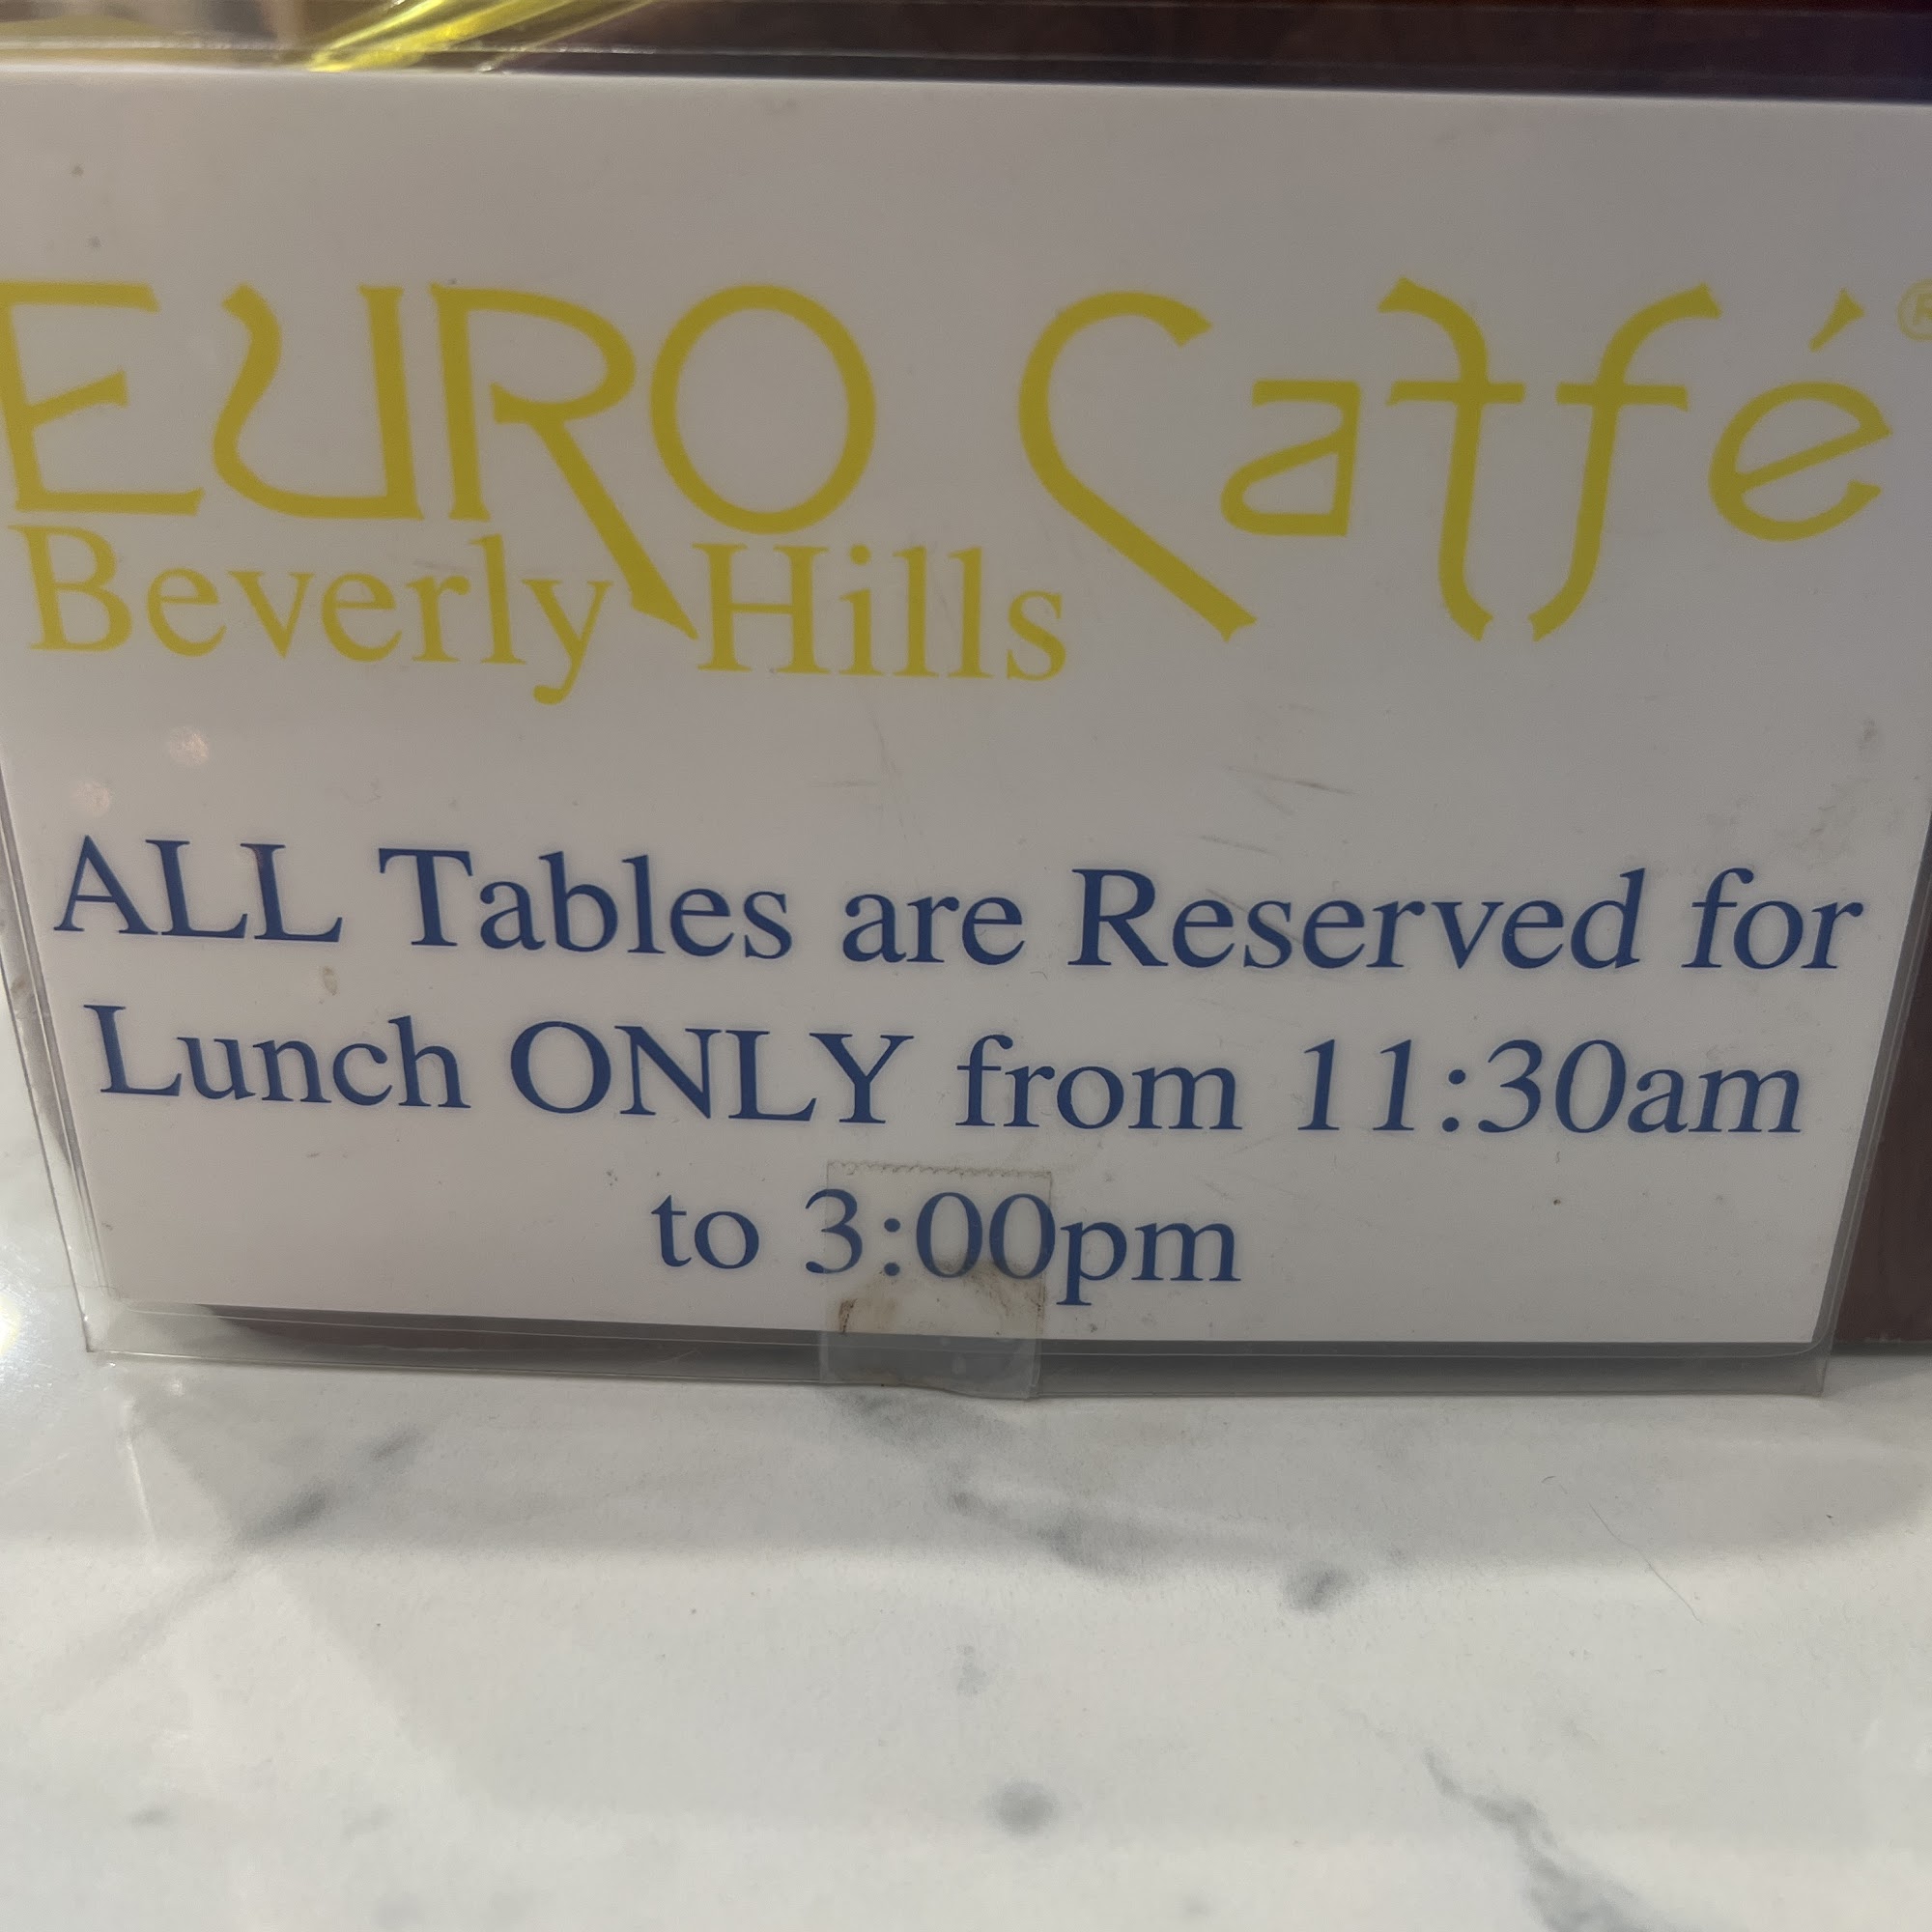 EURO Caffé®
Beverly Hills
ALL Tables are Reserved for
Lunch ONLY from 11:30am
to 3:00pm